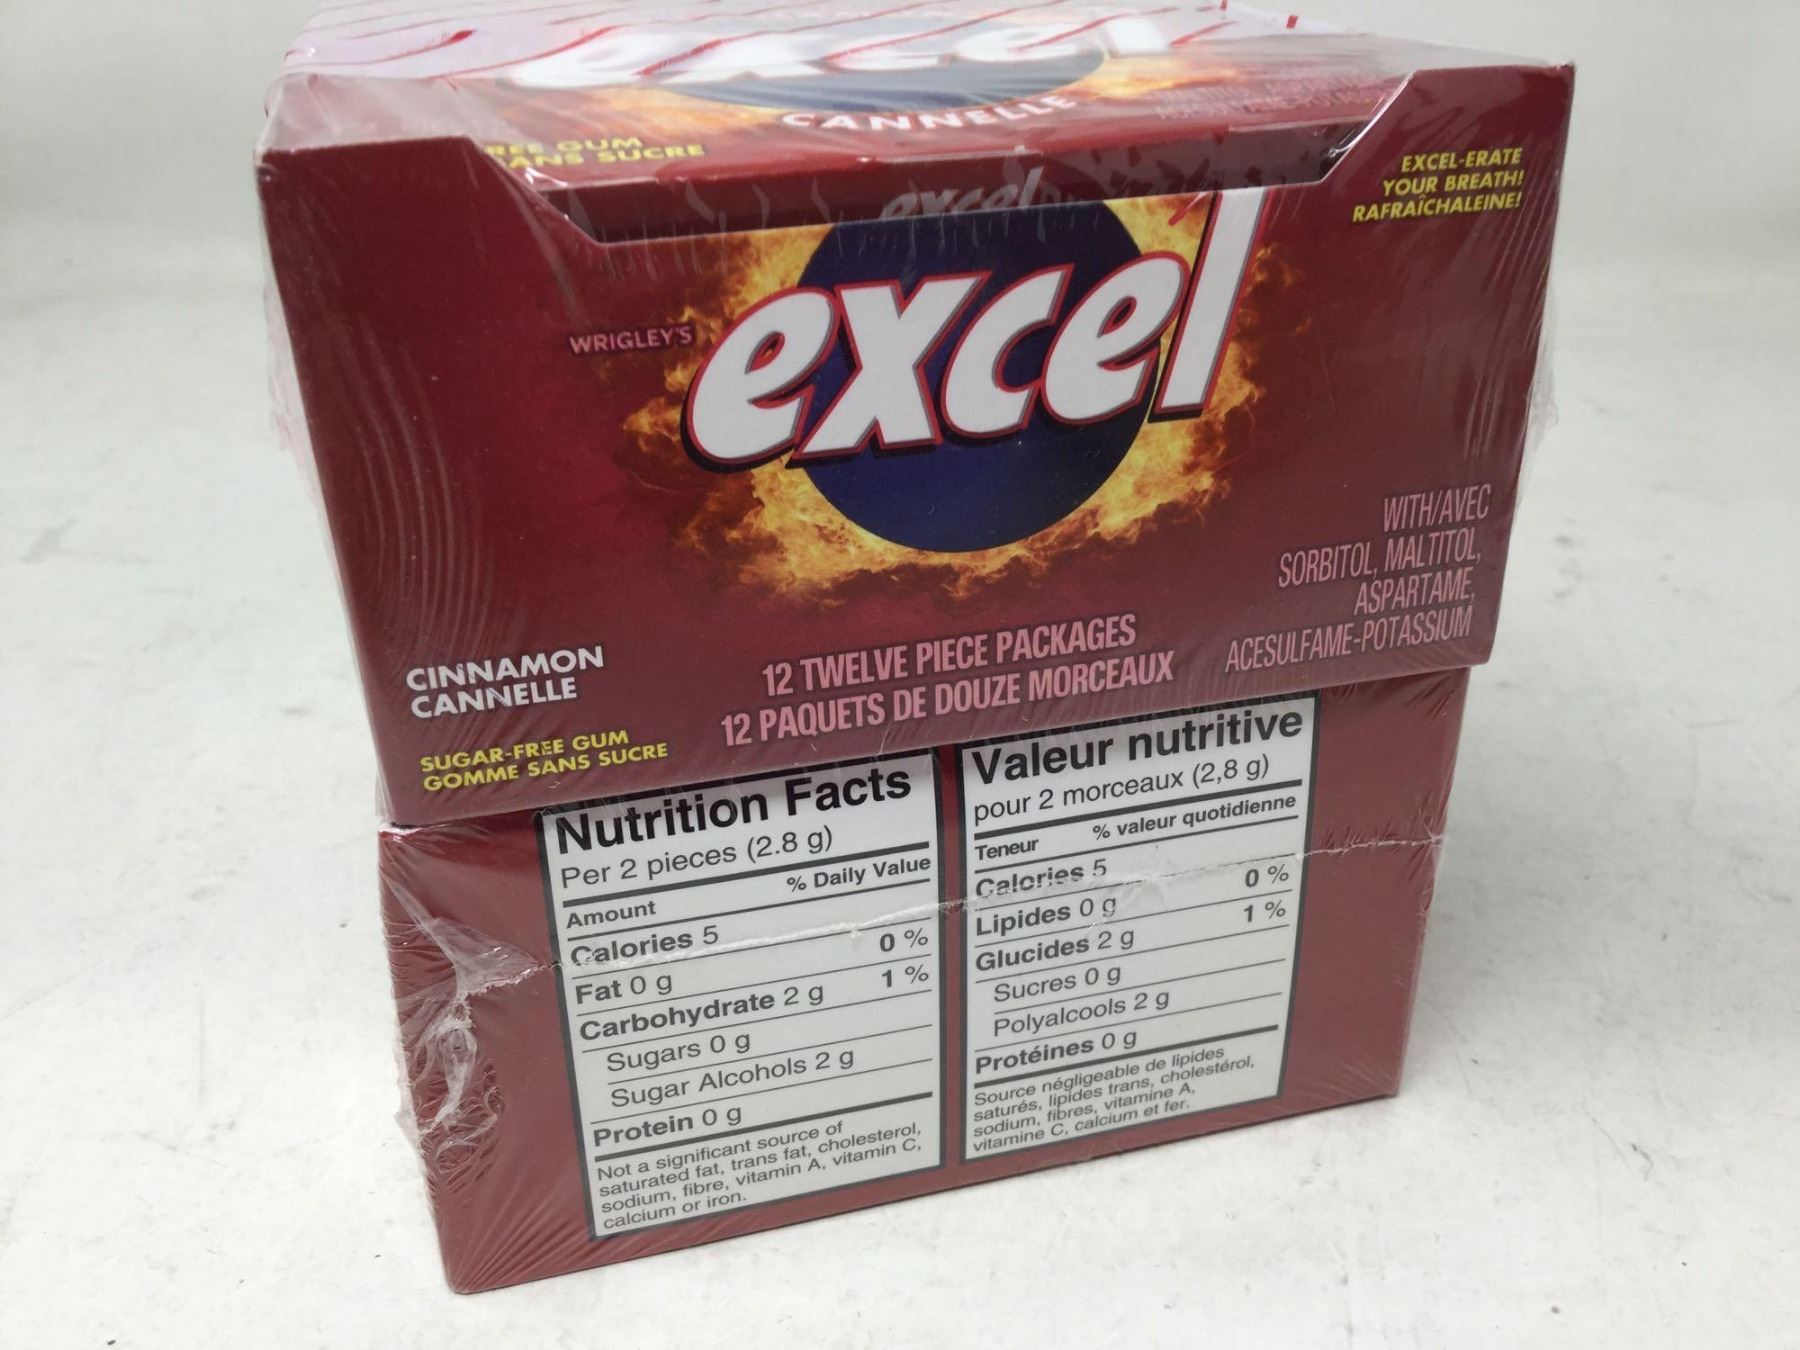 excel
CANNELLE
FREE GUM
SANS SUCRE
excel
EXCEL-ERATE
YOUR BREATH!
RAFRAÎCHALEINE!
WRIGLEY'S
excel
WITH/AVEC
SORBITOL, MALTITOL,
ASPARTAME,
ACESULFAME-POTASSIUM
CINNAMON
CANNELLE
12 TWELVE PIECE PACKAGES
12 PAQUETS DE DOUZE MORCEAUX
SUGAR-FREE GUM
GOMME SANS SUCRE
Nutrition Facts
Per 2 pieces (2.8 g)
Amount % Daily Value
Calories 5
Fat 0 g 0 %
Carbohydrate 2 g 1 %
Sugars 0 g
Sugar Alcohols 2 g
Protein 0 g
Not a significant source of
saturated fat, trans fat, cholesterol,
sodium, fibre, vitamin A, vitamin C,
calcium or iron.
Valeur nutritive
pour 2 morceaux (2,8 g)
Teneur % valeur quotidienne
Calories 5
Lipides 0 g 0 %
Glucides 2 g 1 %
Sucres 0 g
Polyalcools 2 g
Protéines 0 g
Source négligeable de lipides
saturés, lipides trans, cholestérol,
sodium, fibres, vitamine A,
vitamine C, calcium et fer.